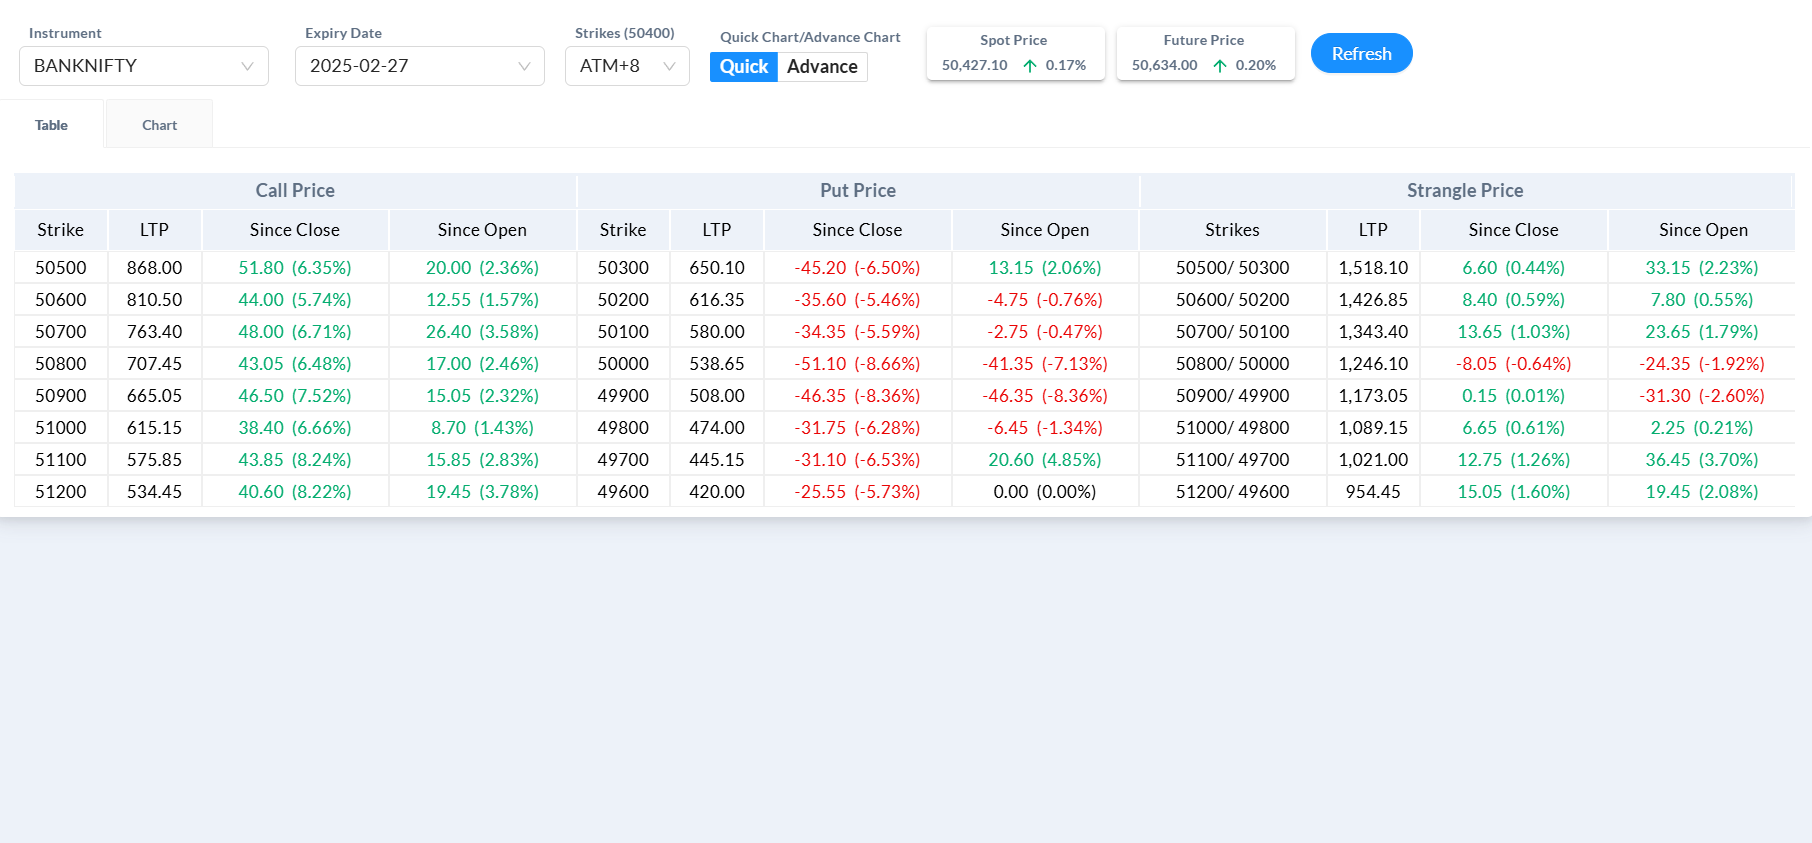 Instrument
BANKNIFTY
Expiry Date
2025-02-27
Strikes (50400)
ATM+8
Quick Chart/Advance Chart
Quick Advance
Spot Price
50,427.10 ↑ 0.17%
Future Price
50,634.00 ↑ 0.20%
Refresh
Table Chart
Call Price Put Price Strangle Price
Strike LTP Since Close Since Open Strike LTP Since Close Since Open Strikes LTP Since Close Since Open
50500 868.00 51.80 (6.35%) 20.00 (2.36%) 50300 650.10 -45.20 (-6.50%) 13.15 (2.06%) 50500/ 50300 1,518.10 6.60 (0.44%) 33.15 (2.23%)
50600 810.50 44.00 (5.74%) 12.55 (1.57%) 50200 616.35 -35.60 (-5.46%) -4.75 (-0.76%) 50600/ 50200 1,426.85 8.40 (0.59%) 7.80 (0.55%)
50700 763.40 48.00 (6.71%) 26.40 (3.58%) 50100 580.00 -34.35 (-5.59%) -2.75 (-0.47%) 50700/ 50100 1,343.40 13.65 (1.03%) 23.65 (1.79%)
50800 707.45 43.05 (6.48%) 17.00 (2.46%) 50000 538.65 -51.10 (-8.66%) -41.35 (-7.13%) 50800/ 50000 1,246.10 -8.05 (-0.64%) -24.35 (-1.92%)
50900 665.05 46.50 (7.52%) 15.05 (2.32%) 49900 508.00 -46.35 (-8.36%) -46.35 (-8.36%) 50900/ 49900 1,173.05 0.15 (0.01%) -31.30 (-2.60%)
51000 615.15 38.40 (6.66%) 8.70 (1.43%) 49800 474.00 -31.75 (-6.28%) -6.45 (-1.34%) 51000/ 49800 1,089.15 6.65 (0.61%) 2.25 (0.21%)
51100 575.85 43.85 (8.24%) 15.85 (2.83%) 49700 445.15 -31.10 (-6.53%) 20.60 (4.85%) 51100/ 49700 1,021.00 12.75 (1.26%) 36.45 (3.70%)
51200 534.45 40.60 (8.22%) 19.45 (3.78%) 49600 420.00 -25.55 (-5.73%) 0.00 (0.00%) 51200/ 49600 954.45 15.05 (1.60%) 19.45 (2.08%)